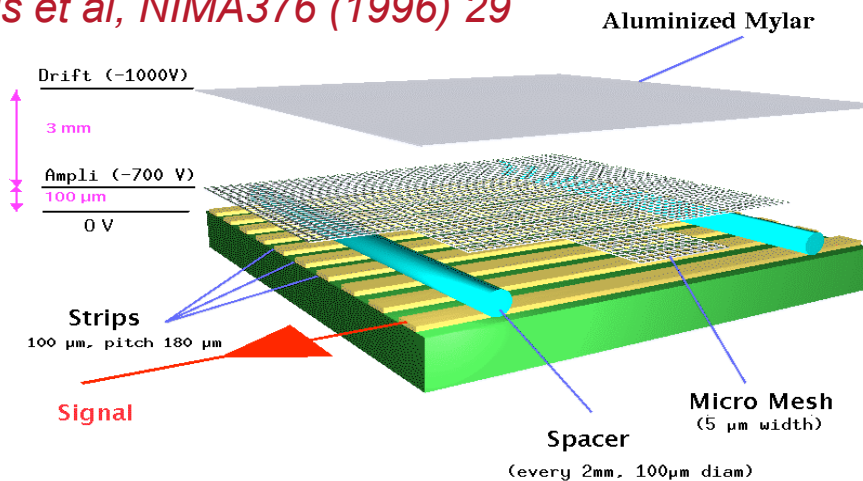 s et al, NIMA376 (1996) 29
Aluminized Mylar
Drift (-1000V)
3 mm
Ampli (-700 V)
100 μm
0 V
Strips
100 μm, pitch 180 μm
Signal
Micro Mesh
(5 μm width)
Spacer
(every 2mm, 100μm diam)